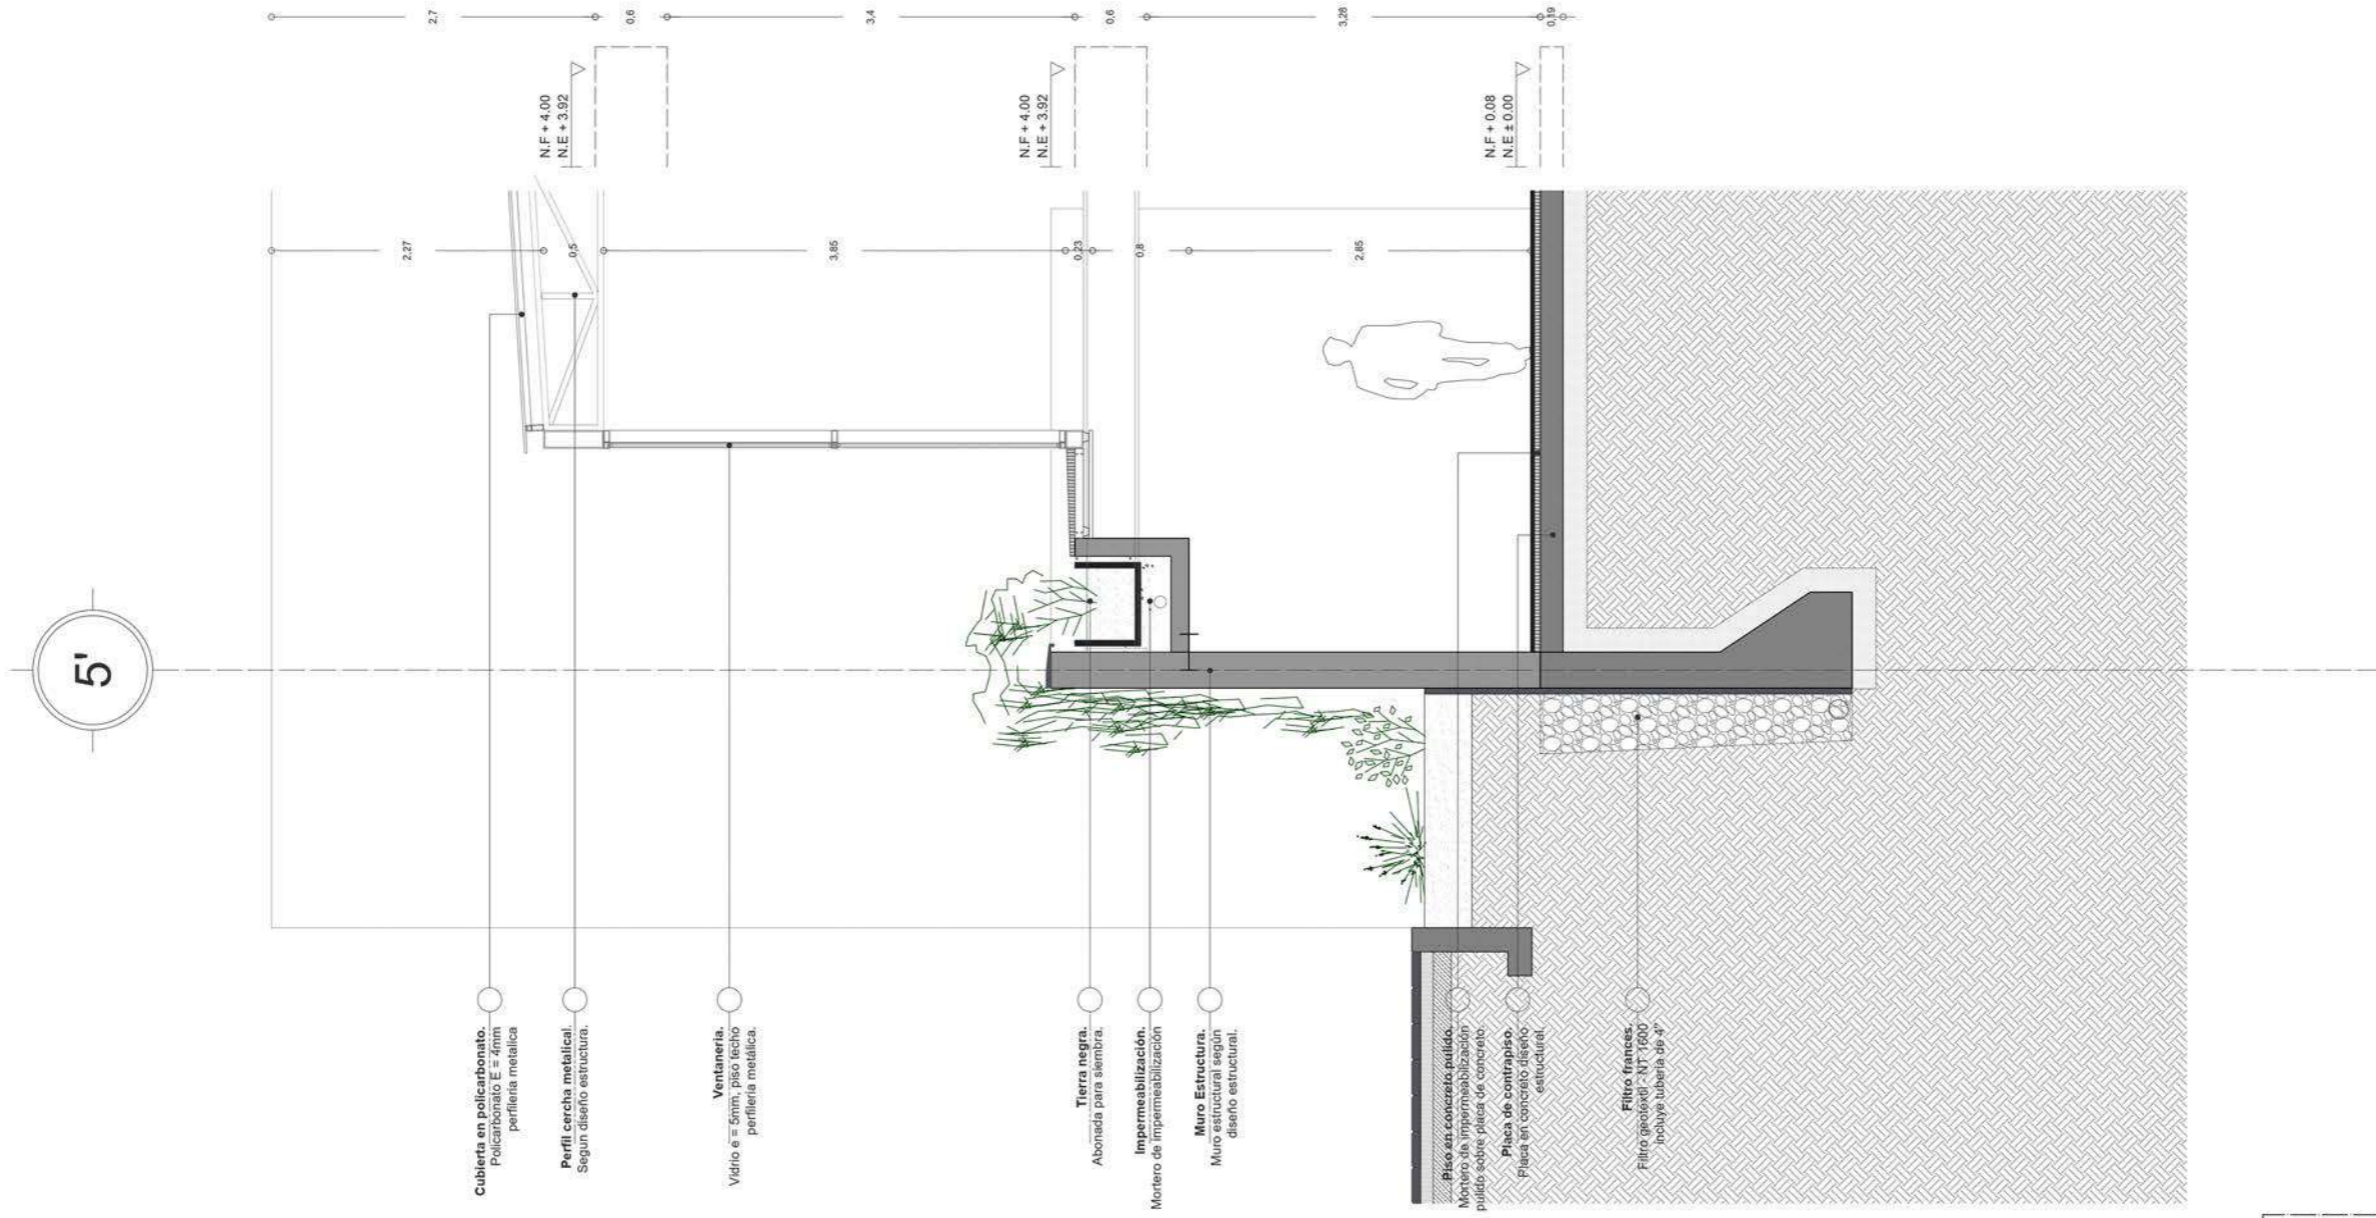 5'
Cubierta en policarbonato.
Policarbonato E = 4mm
perfilería metalica
Perfil cercha metalical.
Segun diseño estructura.
Ventaneria.
Vidrio e = 5mm, piso techo
perfilería metálica.
Tierra negra.
Abonada para siembra.
Impermeabilización.
Mortero de impermeabilización
Muro Estructura.
Muro estructural según
diseño estructural.
Piso en concreto pulido.
Mortero de impermeabilización
pulido sobre placa de concreto.
Placa de contrapiso.
Placa en concreto diseño
estructural.
Filtro frances.
Filtro geotextil - NT 1600
incluye tubería de 4"
2,27
0,5
3,85
0,23
0,8
2,85
N.F + 4.00
N.E + 3.92
N.F + 4.00
N.E + 3.92
N.F + 0.08
N.E ± 0.00
2,7
0,6
3,4
0,6
3,28
0,19